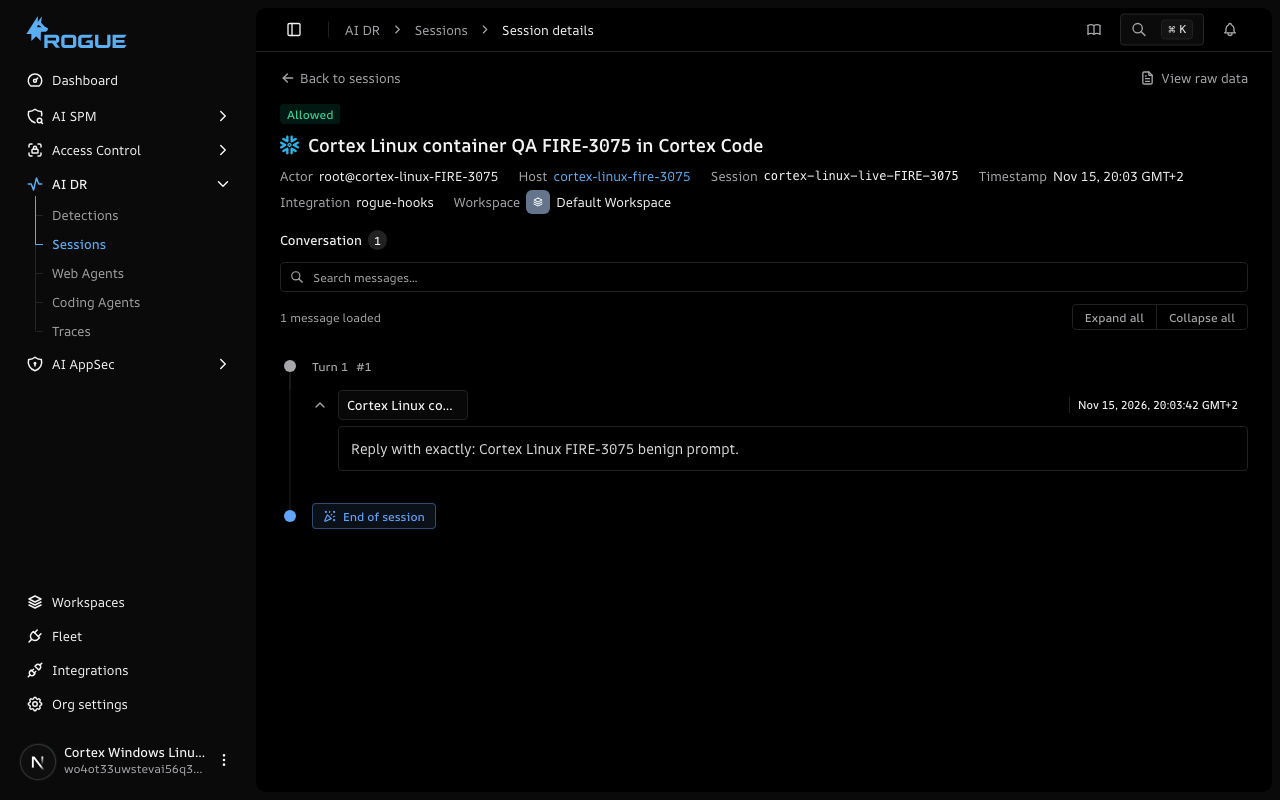 ROGUE
Dashboard
AI SPM
Access Control
AI DR
Detections
Sessions
Web Agents
Coding Agents
Traces
AI AppSec
Workspaces
Fleet
Integrations
Org settings
N
Cortex Windows Linu...
wo4ot33uwstevai56q3...
AI DR > Sessions > Session details
⌘ K
Back to sessions
View raw data
Allowed
Cortex Linux container QA FIRE-3075 in Cortex Code
Actor root@cortex-linux-FIRE-3075 Host cortex-linux-fire-3075 Session cortex-linux-live-FIRE-3075 Timestamp Nov 15, 20:03 GMT+2
Integration rogue-hooks Workspace Default Workspace
Conversation 1
Search messages...
1 message loaded
Expand all Collapse all
Turn 1 #1
Cortex Linux co... Nov 15, 2026, 20:03:42 GMT+2
Reply with exactly: Cortex Linux FIRE-3075 benign prompt.
End of session